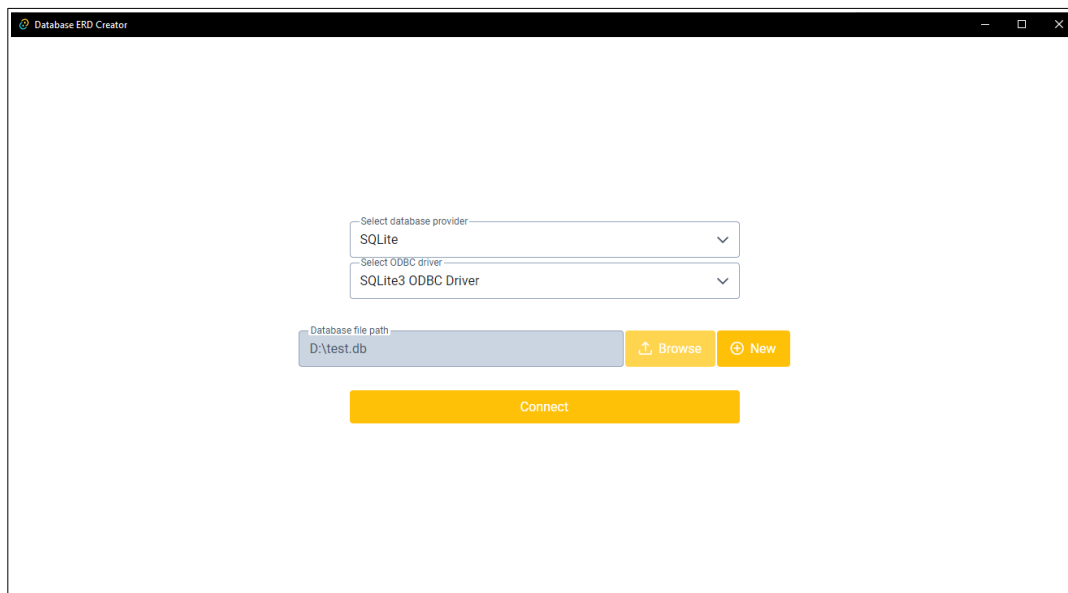 Database ERD Creator
Select database provider
SQLite
Select ODBC driver
SQLite3 ODBC Driver
Database file path
D:\test.db
Browse
New
Connect